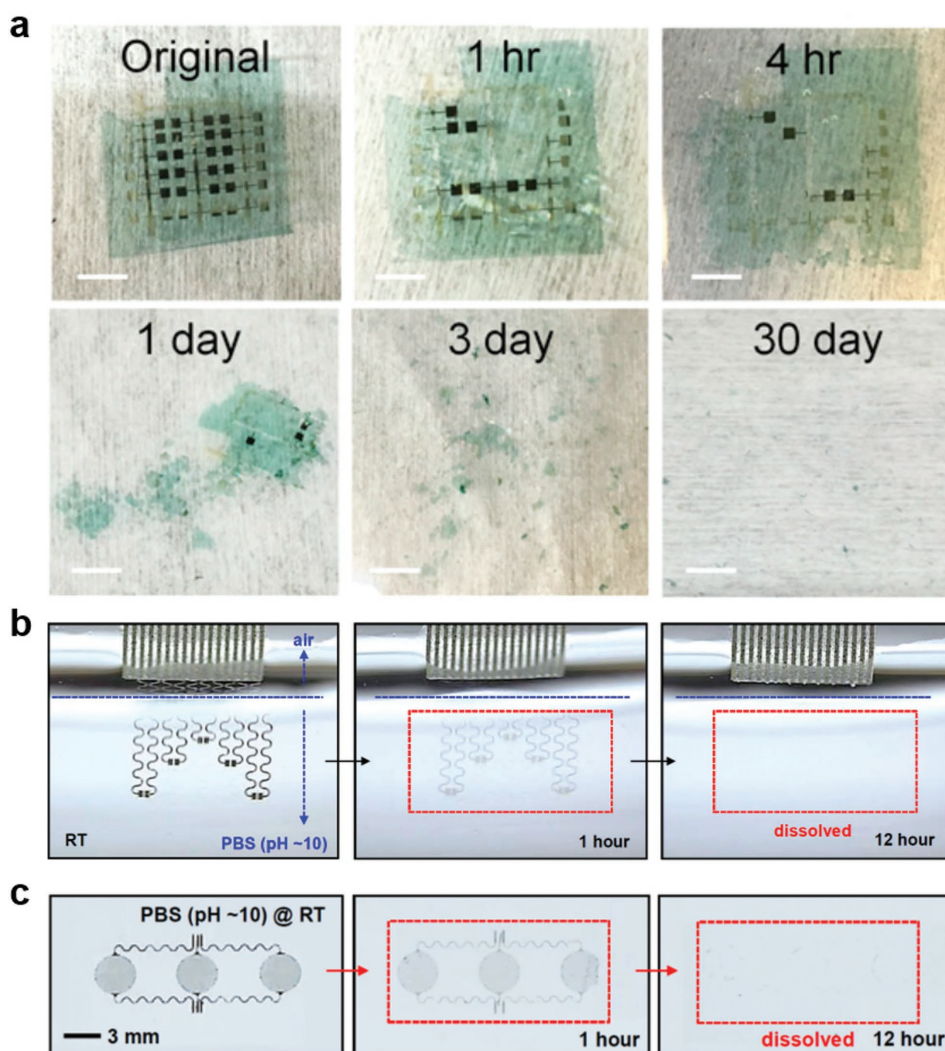 a
Original
1 hr
4 hr
1 day
3 day
30 day
b
air
RT
PBS (pH ~10)
1 hour
dissolved
12 hour
c
PBS (pH ~10) @ RT
3 mm
1 hour
dissolved
12 hour